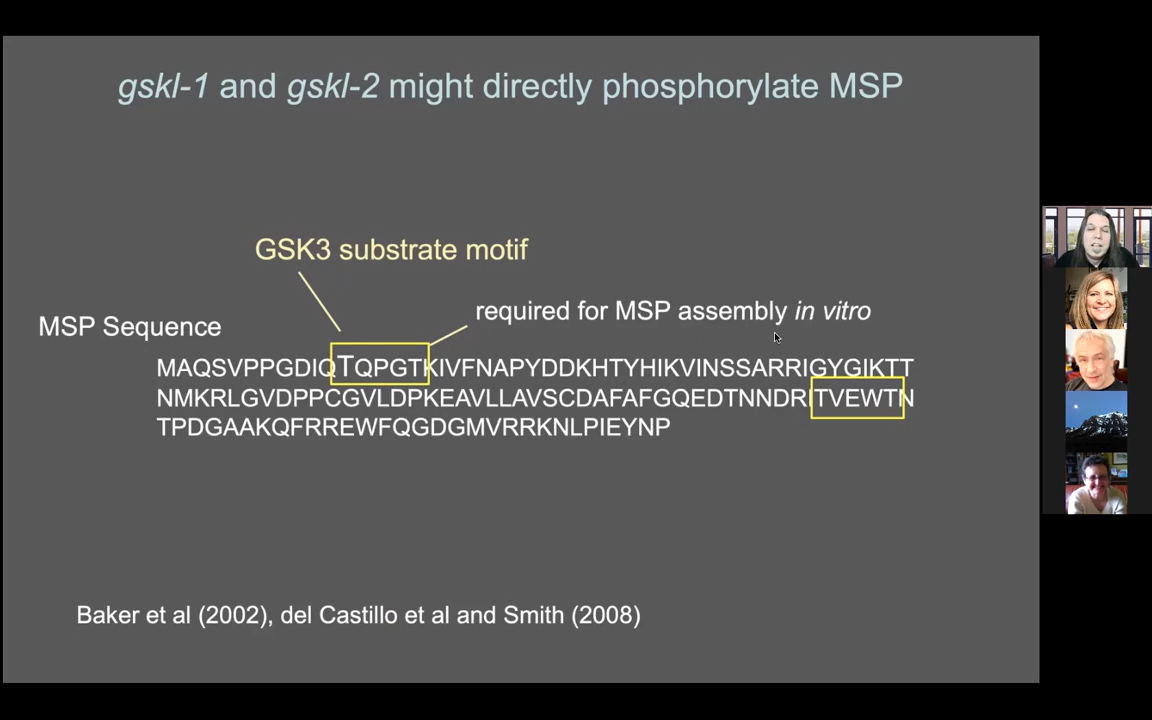 gskl-1 and gskl-2 might directly phosphorylate MSP
GSK3 substrate motif
required for MSP assembly in vitro
MSP Sequence
MAQSVPPGDIQTQPGTKIVFNAPYDDKHTYHIKVINSSARRIGYGIKTT
NMKRLGVDPPCGVLDPKEAVLLAVSCDAFAFGQEDTNNDRITVEWTN
TPDGAAKQFRREWFQGDGMVRRKNLPIEYNP
Baker et al (2002), del Castillo et al and Smith (2008)